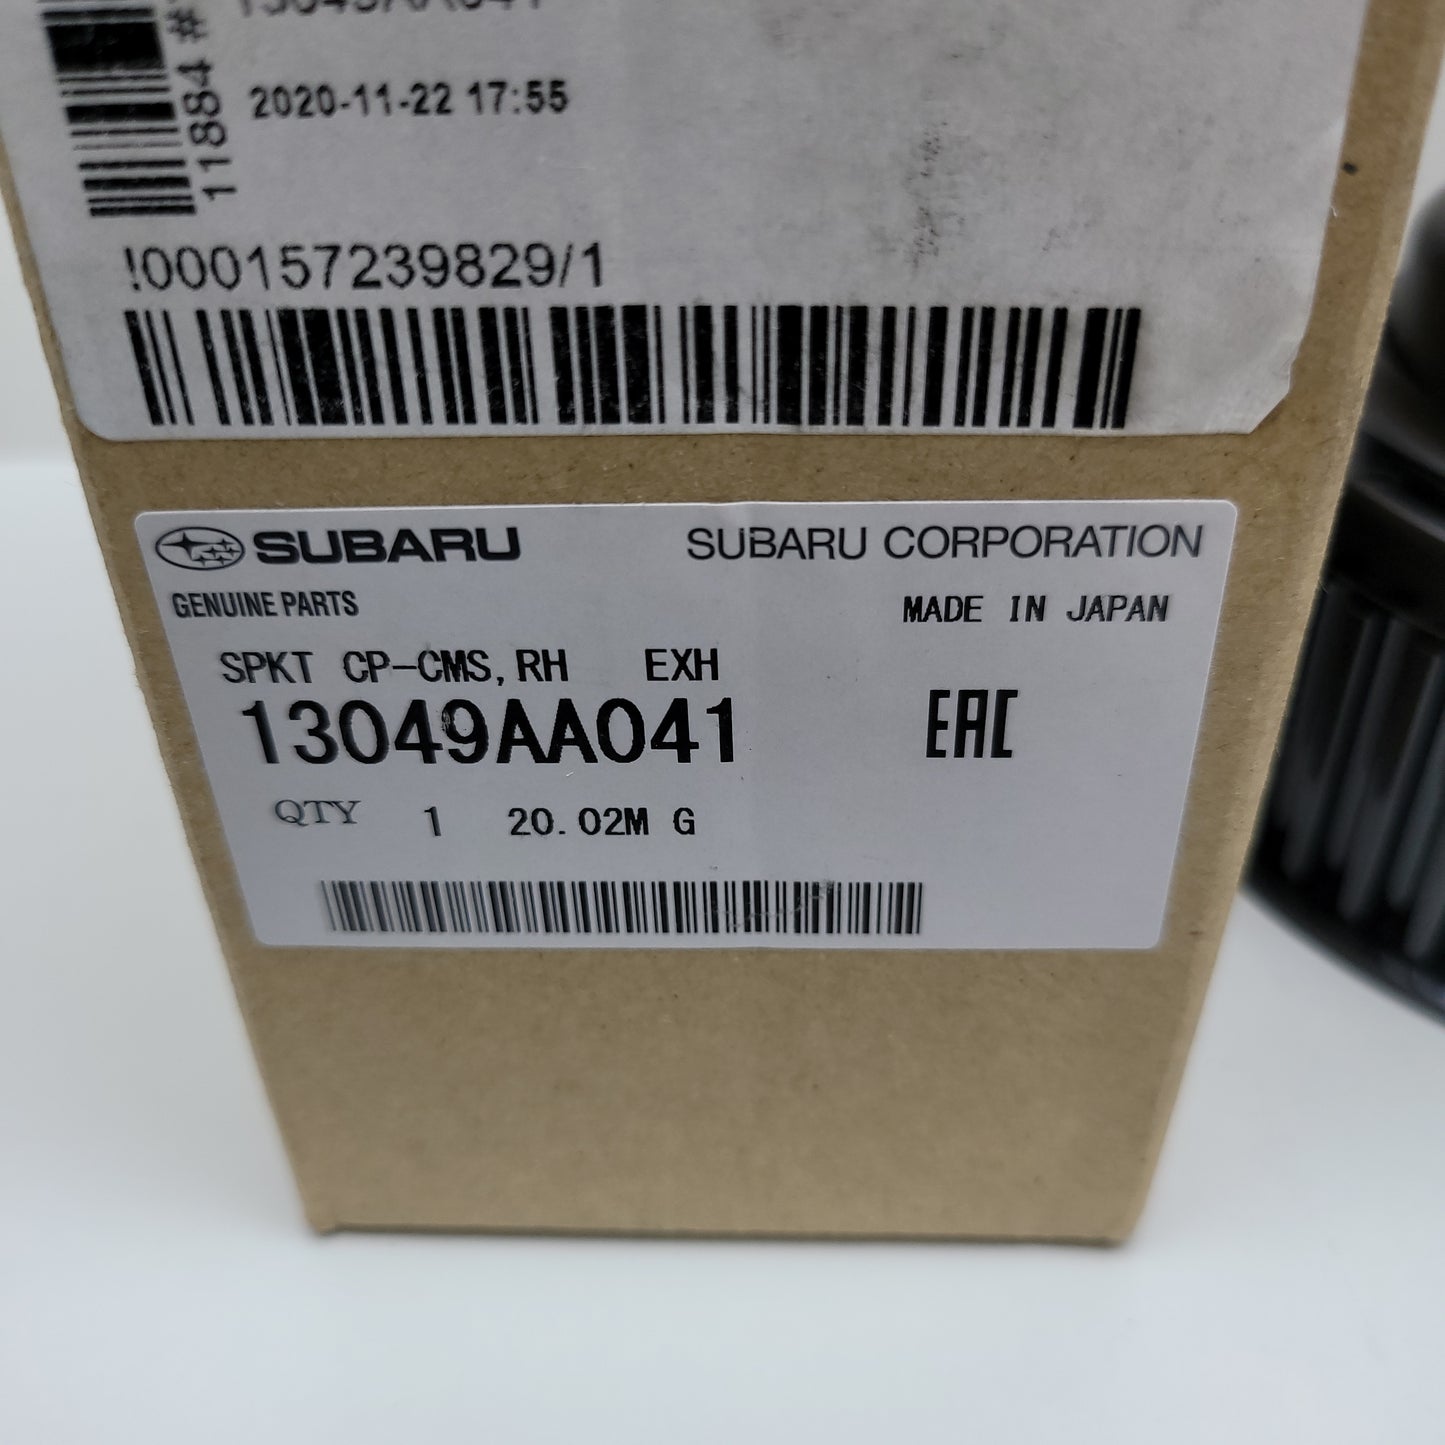 13049AA041
11884 #
2020-11-22 17:55
!000157239829/1
SUBARU SUBARU CORPORATION
GENUINE PARTS MADE IN JAPAN
SPKT CP-CMS, RH EXH
13049AA041 EAC
QTY 1 20. 02M G